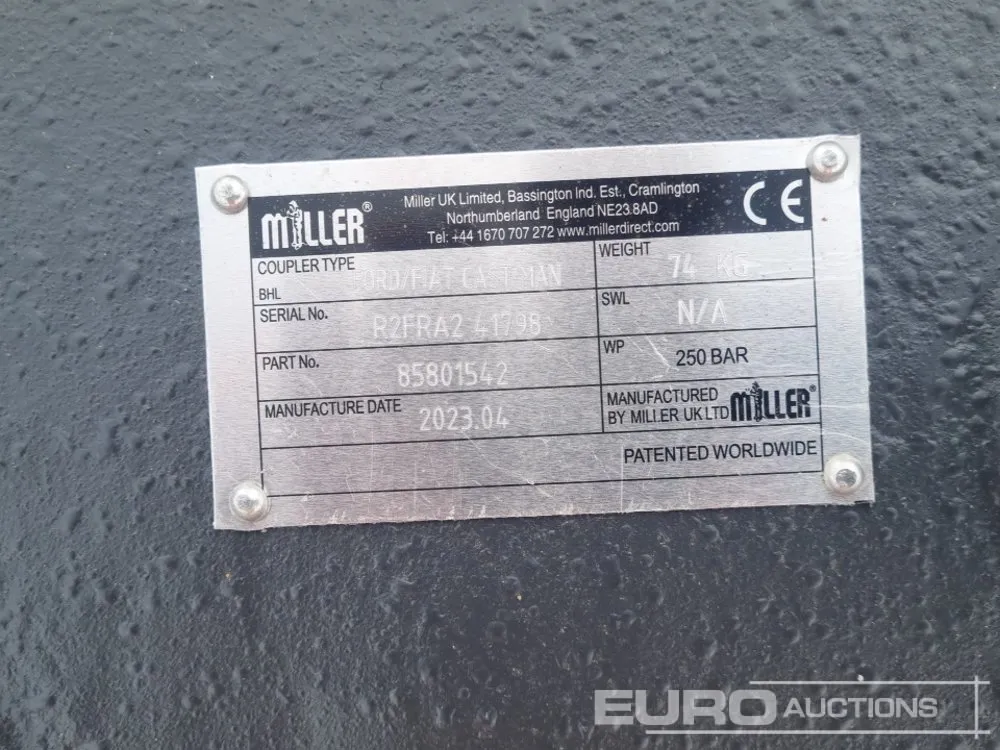 MILLER®
Miller UK Limited, Bassington Ind. Est., Cramlington
Northumberland England NE23 8AD
Tel: +44 1670 707 272 www.millerdirect.com
CE
COUPLER TYPE
BHL FORD/FIAT CASTMAN
WEIGHT 74 KG
SERIAL No. R2FRA2 41798
SWL N/A
PART No. 85801542
WP 250 BAR
MANUFACTURE DATE 2023.04
MANUFACTURED
BY MILLER UK LTD MILLER®
PATENTED WORLDWIDE
EURO AUCTIONS